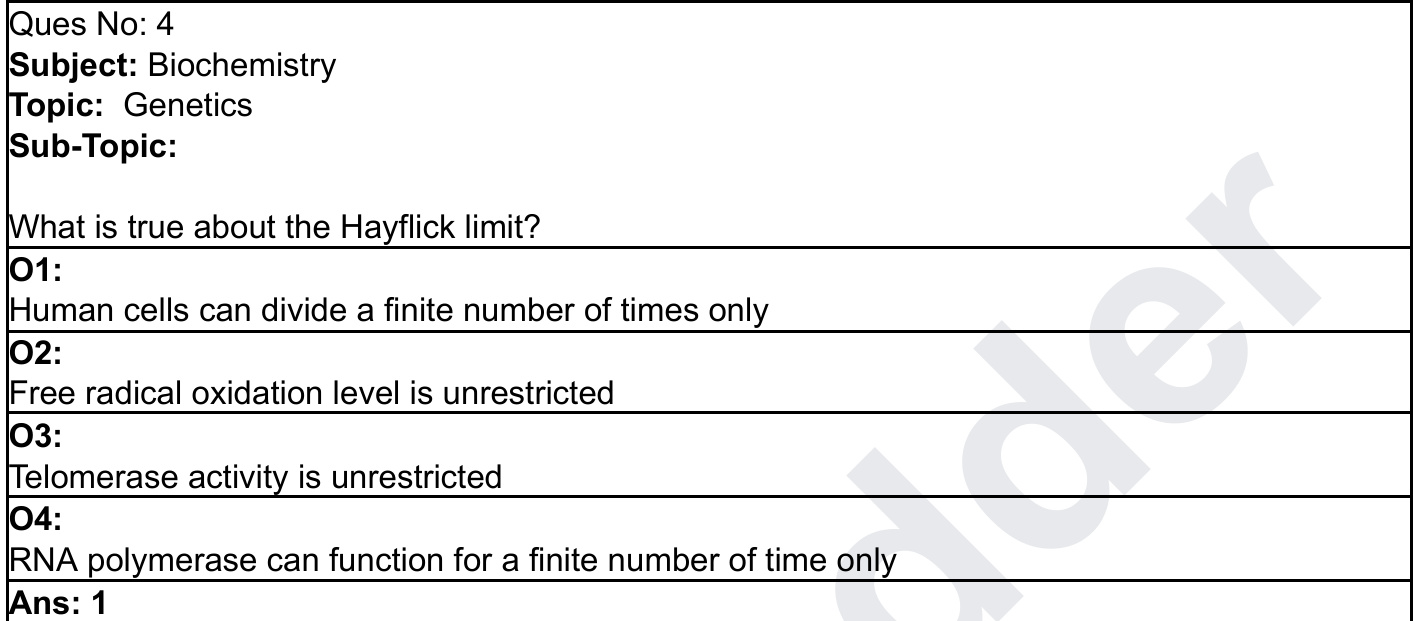 Ques No: 4
Subject: Biochemistry
Topic: Genetics
Sub-Topic:
What is true about the Hayflick limit?
O1:
Human cells can divide a finite number of times only
O2:
Free radical oxidation level is unrestricted
O3:
Telomerase activity is unrestricted
O4:
RNA polymerase can function for a finite number of time only
Ans: 1